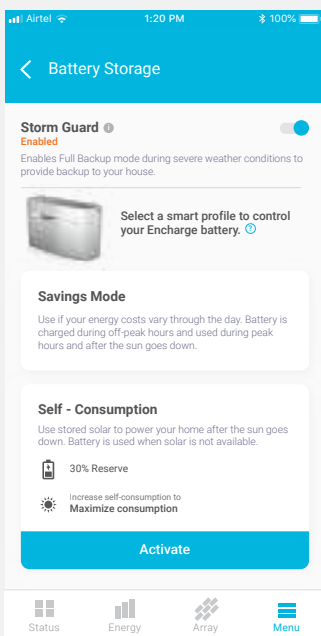 Airtel 1:20 PM 100%
Battery Storage
Storm Guard
Enabled
Enables Full Backup mode during severe weather conditions to
provide backup to your house.
Select a smart profile to control
your Encharge battery.
Savings Mode
Use if your energy costs vary through the day. Battery is
charged during off-peak hours and used during peak
hours and after the sun goes down.
Self - Consumption
Use stored solar to power your home after the sun goes
down. Battery is used when solar is not available.
30% Reserve
Increase self-consumption to
Maximize consumption
Activate
Status Energy Array Menu